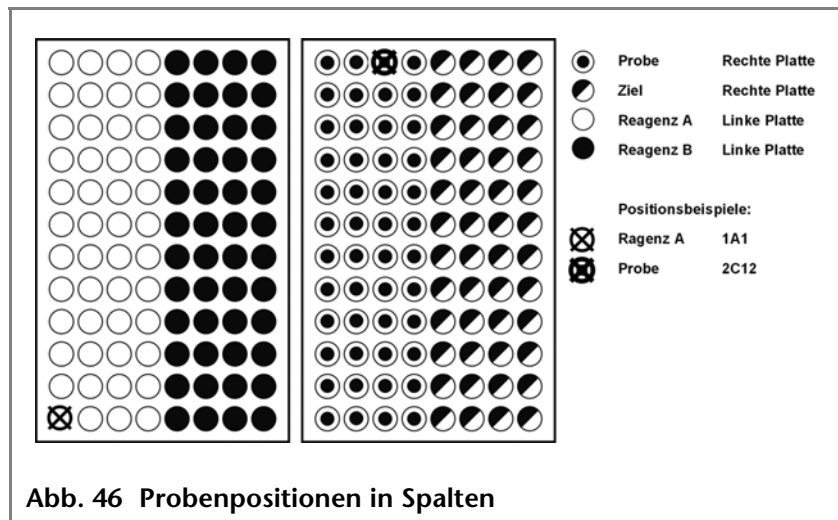 Probe Rechte Platte
Ziel Rechte Platte
Reagenz A Linke Platte
Reagenz B Linke Platte
Positionsbeispiele:
Ragenz A 1A1
Probe 2C12
Abb. 46 Probenpositionen in Spalten